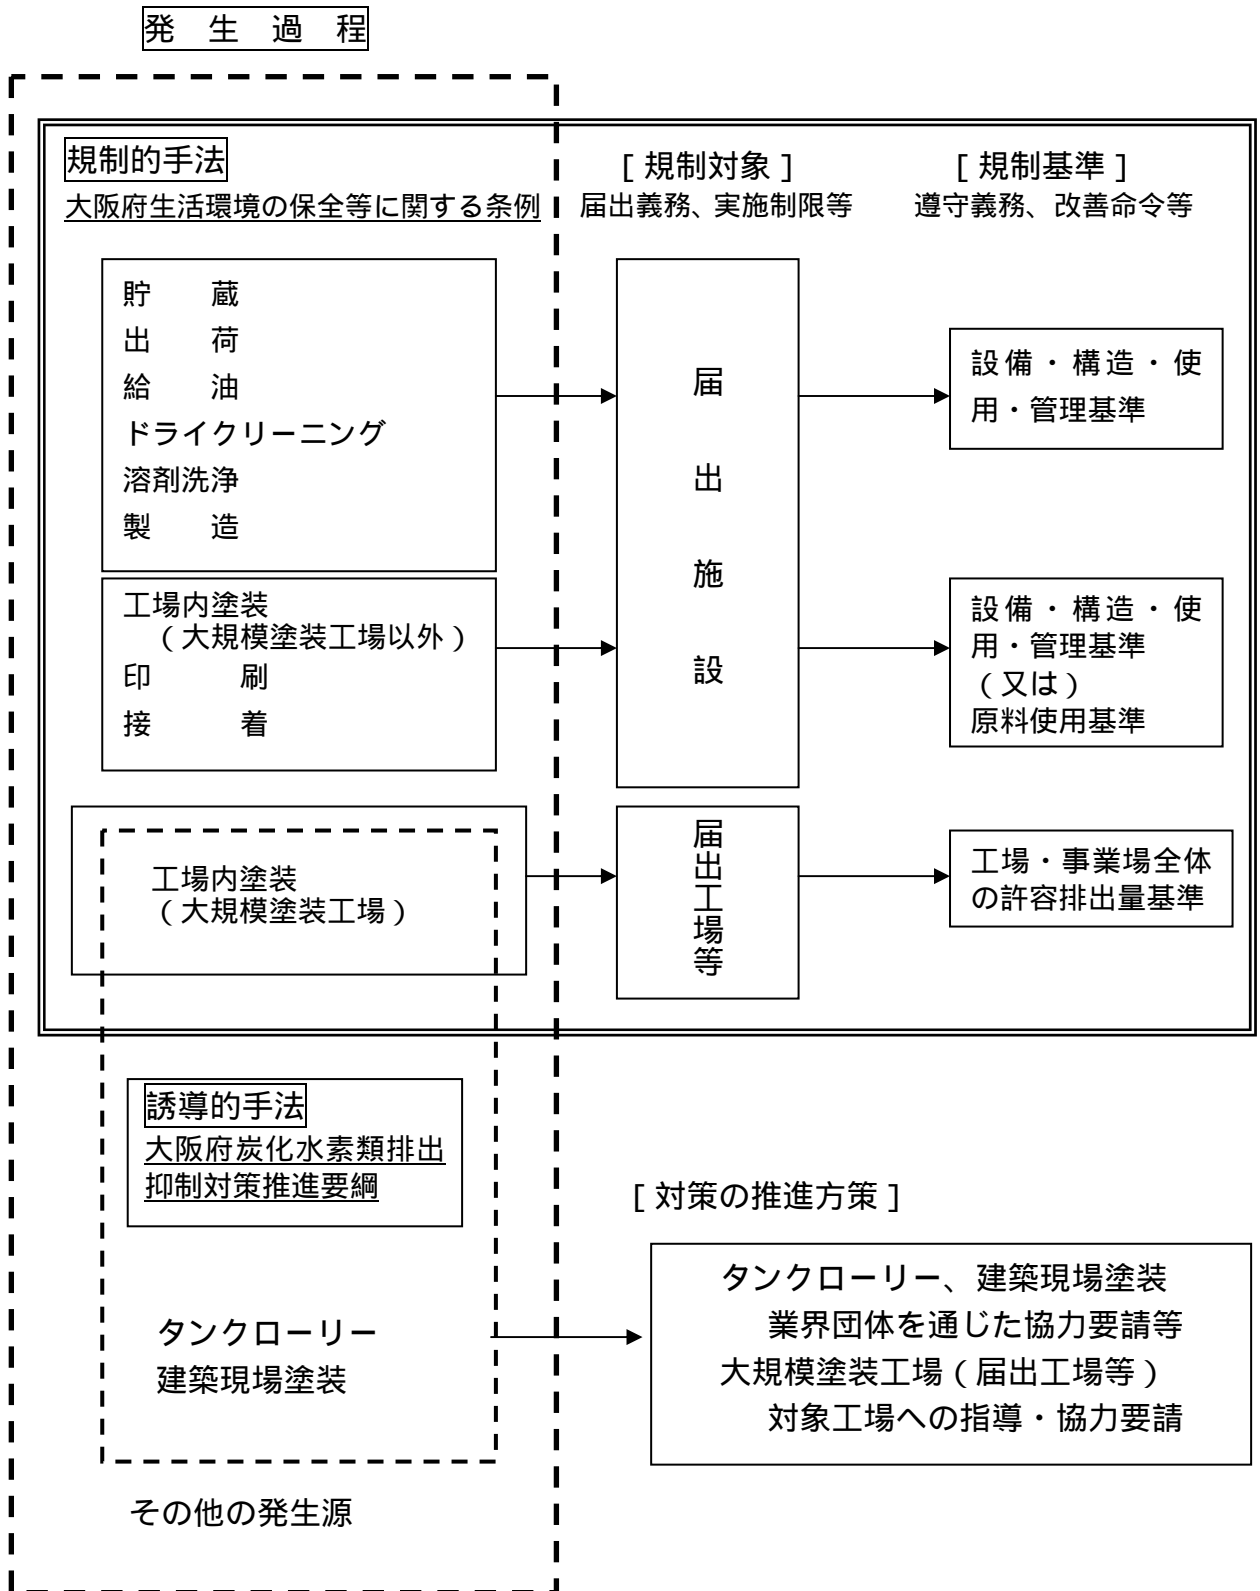 発　生　過　程
規制的手法
大阪府生活環境の保全等に関する条例
[ 規制対象 ]
届出義務、実施制限等
[ 規制基準 ]
遵守義務、改善命令等
貯　　蔵
出　　荷
給　　油
ドライクリーニング
溶剤洗浄
製　　造
届出施設
設備・構造・使
用・管理基準
工場内塗装
（大規模塗装工場以外）
印　　　刷
接　　　着
設備・構造・使
用・管理基準
（又は）
原料使用基準
工場内塗装
（大規模塗装工場）
届出工場等
工場・事業場全体
の許容排出量基準
誘導的手法
大阪府炭化水素類排出
抑制対策推進要綱
タンクローリー
建築現場塗装
[ 対策の推進方策 ]
タンクローリー、建築現場塗装
業界団体を通じた協力要請等
大規模塗装工場（届出工場等）
対象工場への指導・協力要請
その他の発生源